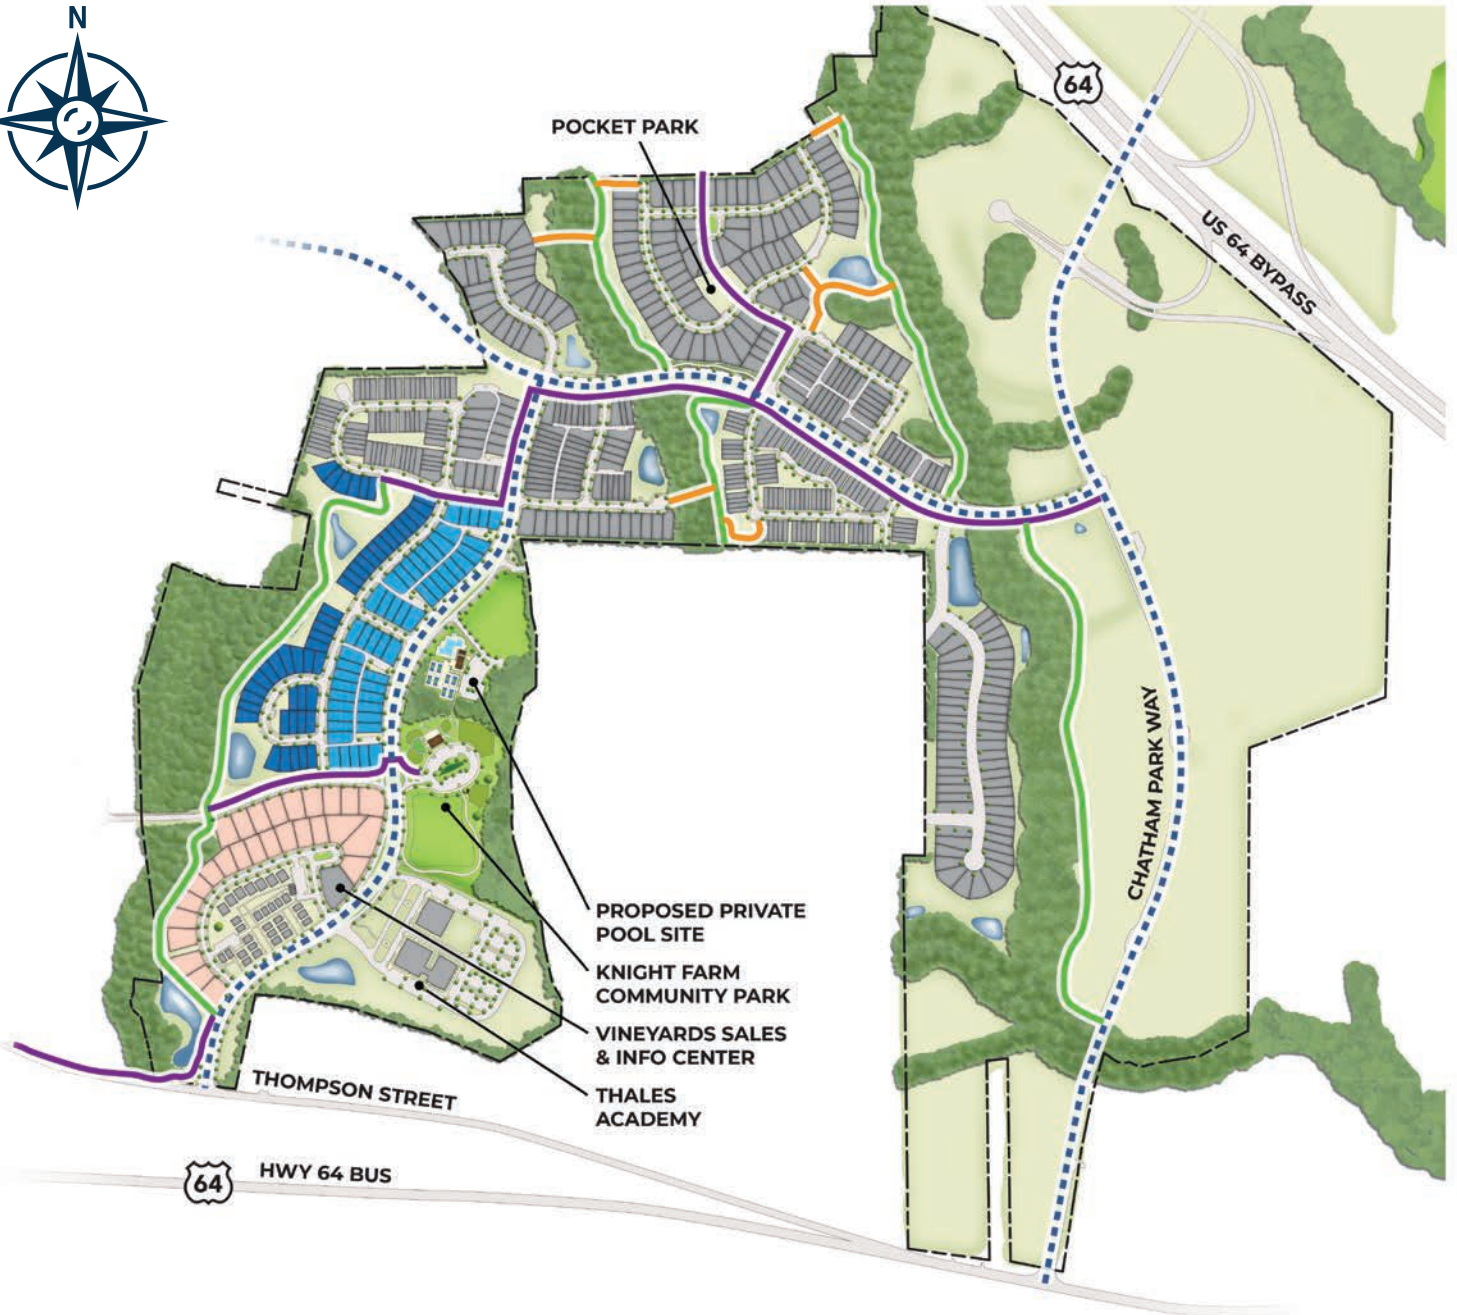 N
64
POCKET PARK
US 64 BYPASS
CHATHAM PARK WAY
PROPOSED PRIVATE
POOL SITE
KNIGHT FARM
COMMUNITY PARK
VINEYARDS SALES
& INFO CENTER
THALES
ACADEMY
THOMPSON STREET
64
HWY 64 BUS